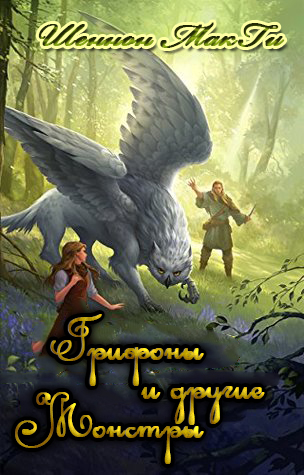 Шеннон МакГи
Грифоны
и другие
Монстры